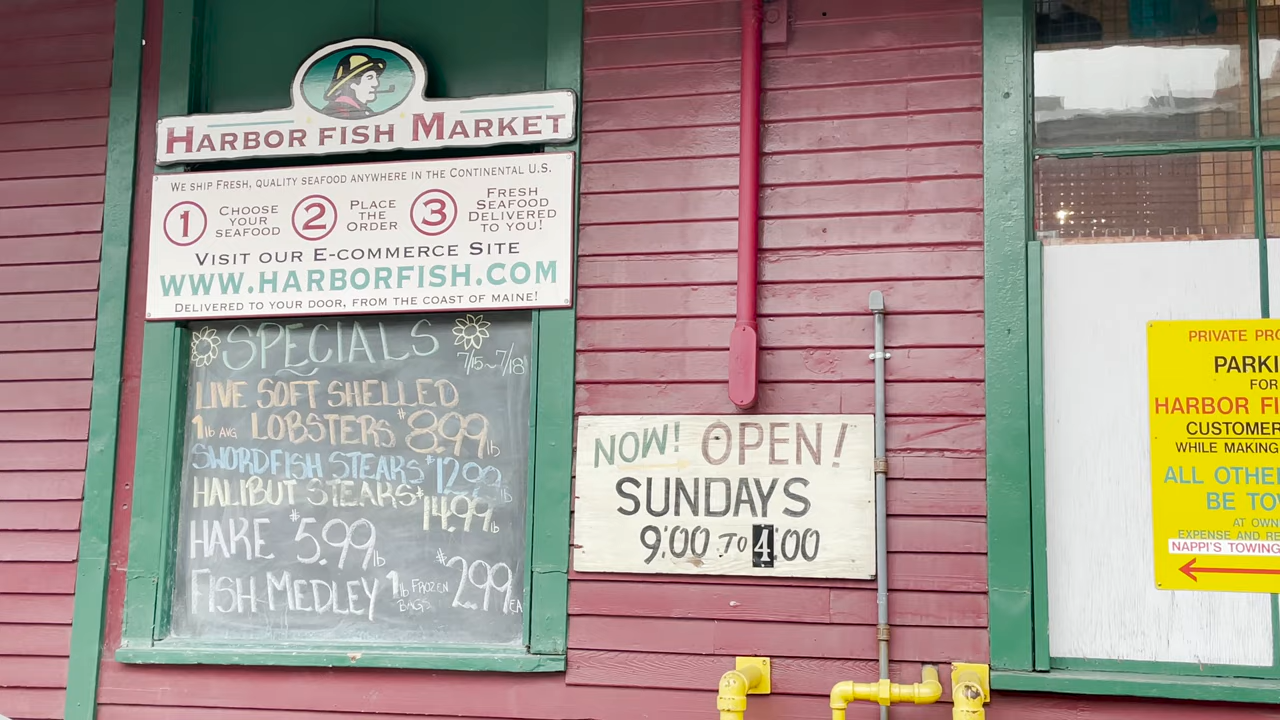 HARBOR FISH MARKET
WE SHIP FRESH, QUALITY SEAFOOD ANYWHERE IN THE CONTINENTAL U.S.
1 CHOOSE YOUR SEAFOOD
2 PLACE THE ORDER
3 FRESH SEAFOOD DELIVERED TO YOU!
VISIT OUR E-COMMERCE SITE
WWW.HARBORFISH.COM
DELIVERED TO YOUR DOOR, FROM THE COAST OF MAINE!
SPECIALS
7/15~7/18
LIVE SOFT SHELLED
1lb AVG LOBSTERS $8.99lb
SWORDFISH STEAKS $12.99lb
HALIBUT STEAKS $14.99lb
HAKE $5.99lb
FISH MEDLEY 1lb FROZEN BAGS $2.99EA
NOW! OPEN!
SUNDAYS
9:00 TO 4:00
PRIVATE PRO
PARKI
FOR
HARBOR FI
CUSTOMER
WHILE MAKING
ALL OTHE
BE TO
AT OWN
EXPENSE AND RE
NAPPI'S TOWING